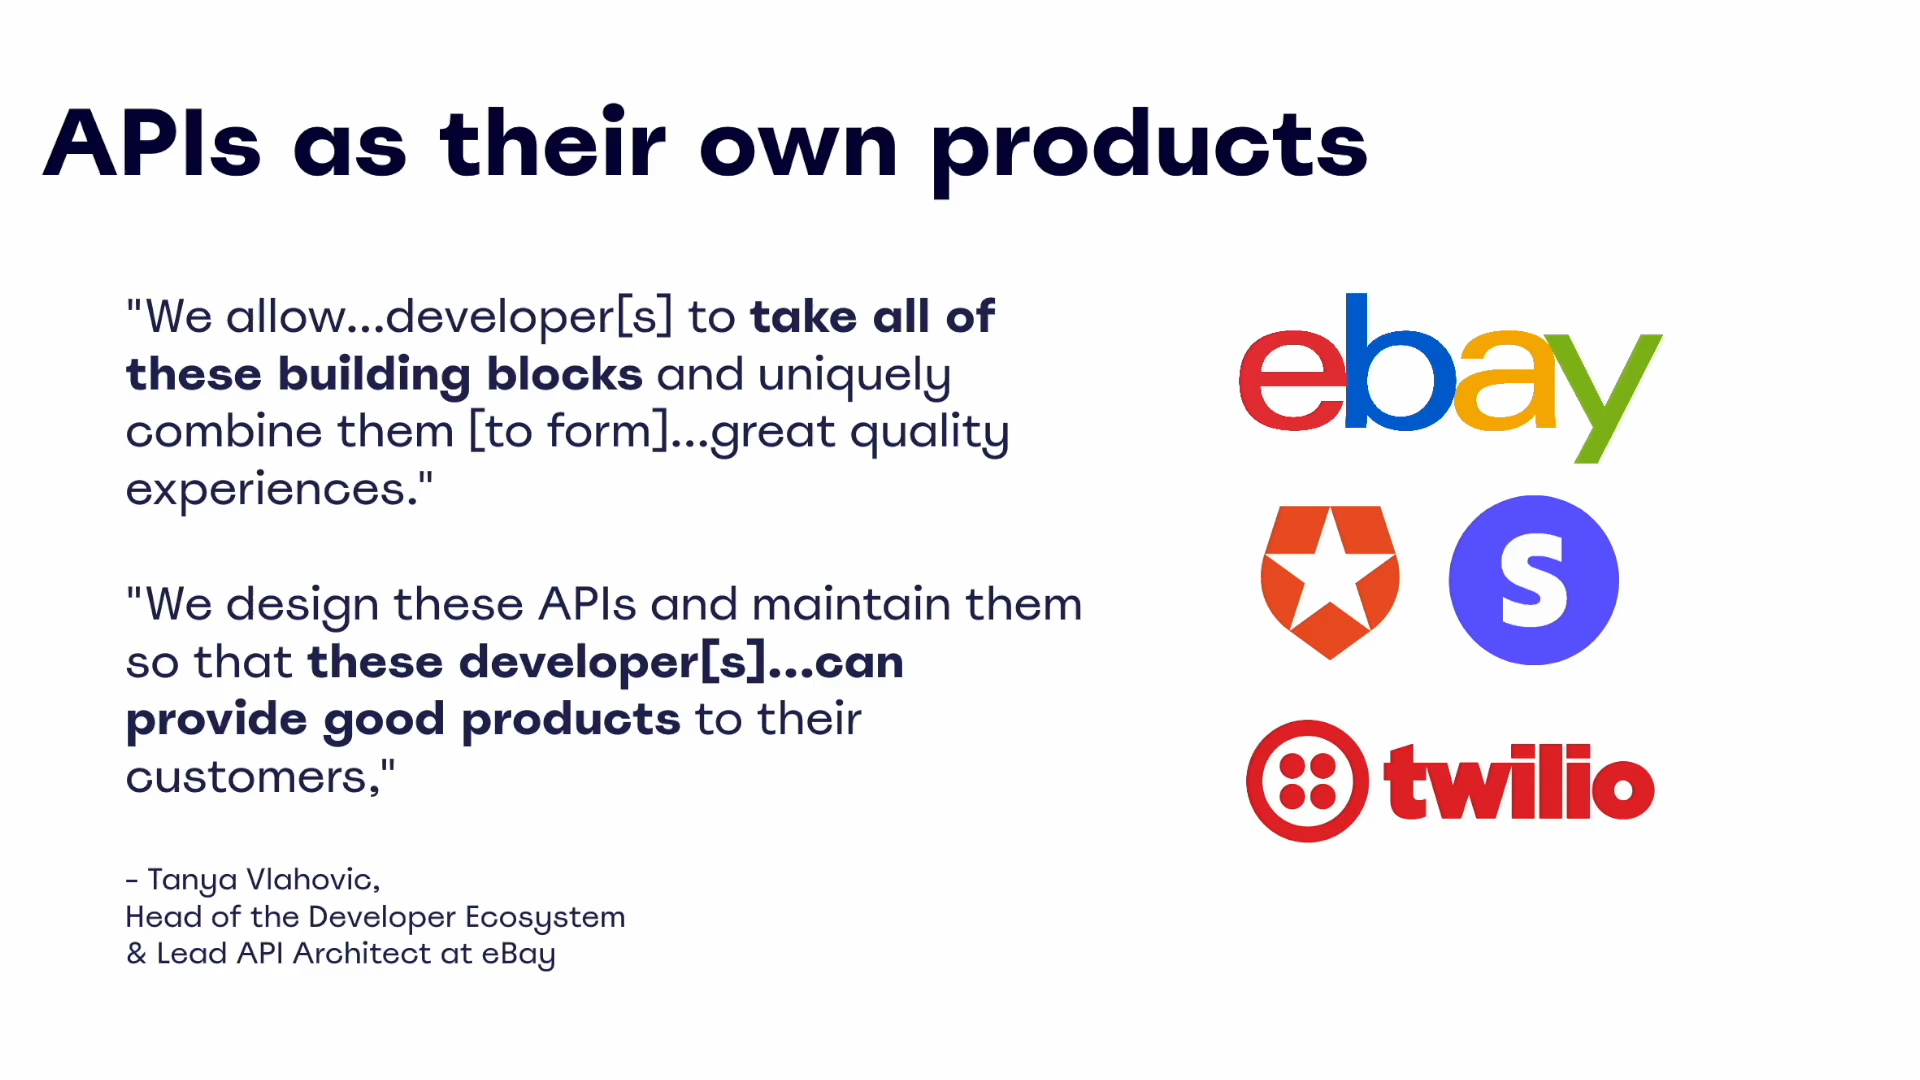 APIs as their own products
"We allow...developer[s] to take all of
these building blocks and uniquely
combine them [to form]...great quality
experiences."
"We design these APIs and maintain them
so that these developer[s]...can
provide good products to their
customers,"
- Tanya Vlahovic,
Head of the Developer Ecosystem
& Lead API Architect at eBay
ebay
S
twilio